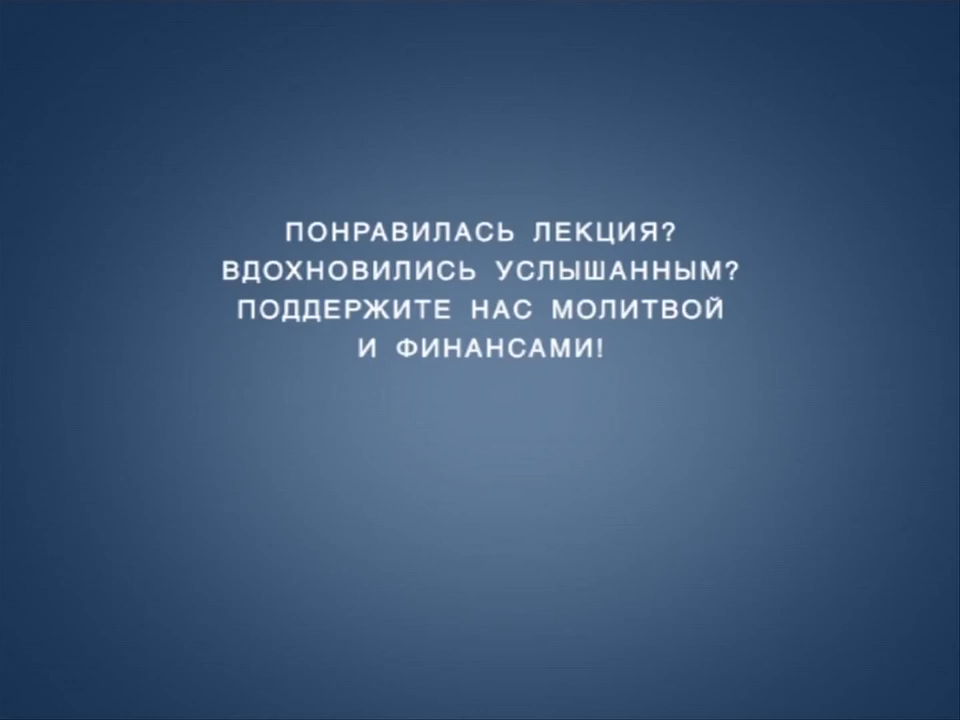 ПОНРАВИЛАСЬ ЛЕКЦИЯ?
ВДОХНОВИЛИСЬ УСЛЫШАННЫМ?
ПОДДЕРЖИТЕ НАС МОЛИТВОЙ
И ФИНАНСАМИ!